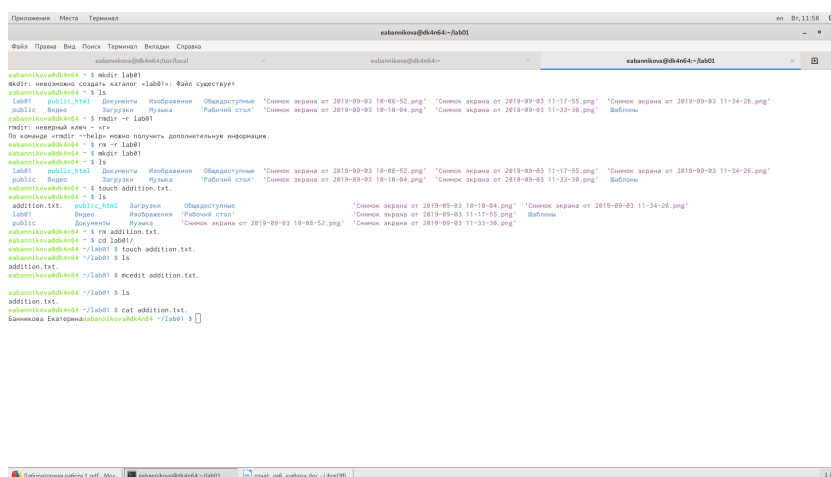 Приложения Места Терминал en Вт, 11:58
eabannikova@dk4n64:~/lab01
Файл Правка Вид Поиск Терминал Вкладки Справка
eabannikova@dk4n64:/usr/local × eabannikova@dk4n64:~ × eabannikova@dk4n64:~/lab01 ×
eabannikova@dk4n64 ~ $ mkdir lab01
mkdir: невозможно создать каталог «lab01»: Файл существует
eabannikova@dk4n64 ~ $ ls
lab01 public_html Документы Изображения Общедоступные 'Снимок экрана от 2019-09-03 10-08-52.png' 'Снимок экрана от 2019-09-03 11-17-55.png' 'Снимок экрана от 2019-09-03 11-34-26.png'
public Видео Загрузки Музыка 'Рабочий стол' 'Снимок экрана от 2019-09-03 10-10-04.png' 'Снимок экрана от 2019-09-03 11-33-30.png' Шаблоны
eabannikova@dk4n64 ~ $ rmdir -r lab01
rmdir: неверный ключ — «r»
По команде «rmdir --help» можно получить дополнительную информацию.
eabannikova@dk4n64 ~ $ rm -r lab01
eabannikova@dk4n64 ~ $ mkdir lab01
eabannikova@dk4n64 ~ $ ls
lab01 public_html Документы Изображения Общедоступные 'Снимок экрана от 2019-09-03 10-08-52.png' 'Снимок экрана от 2019-09-03 11-17-55.png' 'Снимок экрана от 2019-09-03 11-34-26.png'
public Видео Загрузки Музыка 'Рабочий стол' 'Снимок экрана от 2019-09-03 10-10-04.png' 'Снимок экрана от 2019-09-03 11-33-30.png' Шаблоны
eabannikova@dk4n64 ~ $ touch addition.txt.
eabannikova@dk4n64 ~ $ ls
addition.txt. public_html Загрузки Общедоступные 'Снимок экрана от 2019-09-03 10-10-04.png' 'Снимок экрана от 2019-09-03 11-34-26.png'
lab01 Видео Изображения 'Рабочий стол' 'Снимок экрана от 2019-09-03 11-17-55.png' Шаблоны
public Документы Музыка 'Снимок экрана от 2019-09-03 10-08-52.png' 'Снимок экрана от 2019-09-03 11-33-30.png'
eabannikova@dk4n64 ~ $ rm addition.txt.
eabannikova@dk4n64 ~ $ cd lab01/
eabannikova@dk4n64 ~/lab01 $ touch addition.txt.
eabannikova@dk4n64 ~/lab01 $ ls
addition.txt.
eabannikova@dk4n64 ~/lab01 $ mcedit addition.txt.
eabannikova@dk4n64 ~/lab01 $ ls
addition.txt.
eabannikova@dk4n64 ~/lab01 $ cat addition.txt.
Банникова Екатеринаeabannikova@dk4n64 ~/lab01 $